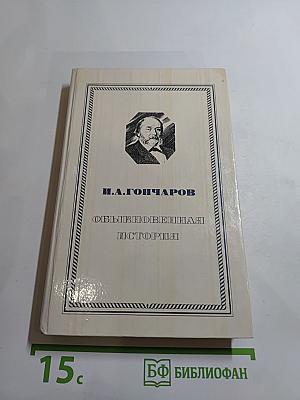 И.А.ГОНЧАРОВ
ОБЫКНОВЕННАЯ
ИСТОРИЯ
15с
БФ БИБЛИОФАН